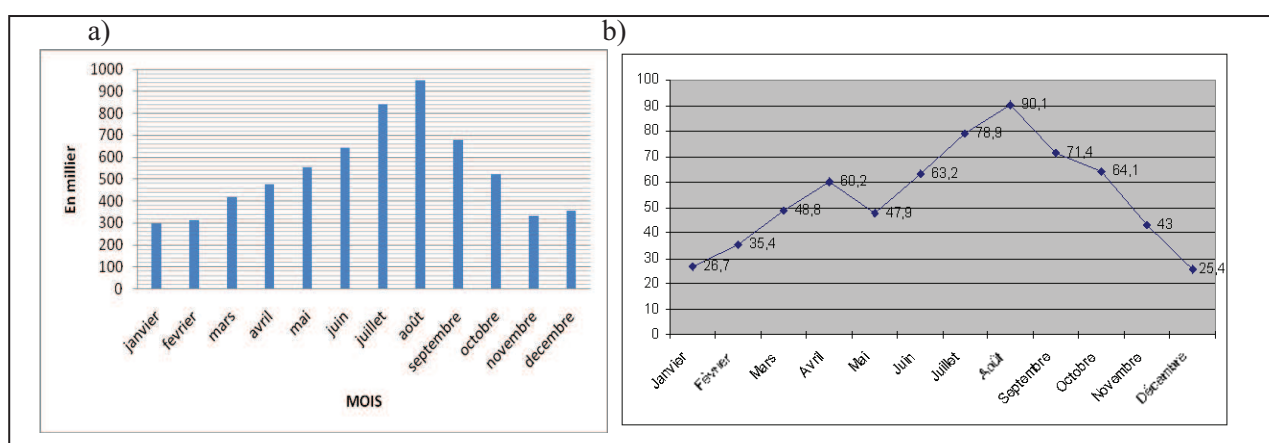 a)
b)
1000
900
800
700
600
500
400
300
200
100
0
En millier
janvier
fevrier
mars
avril
mai
juin
juillet
août
septembre
octobre
novembre
decembre
MOIS
100
90
80
70
60
50
40
30
20
10
0
26,7
35,4
48,8
60,2
47,9
63,2
78,9
90,1
71,4
64,1
43
25,4
Janvier
Février
Mars
Avril
Mai
Juin
Juillet
Août
Septembre
Octobre
Novembre
Décembre